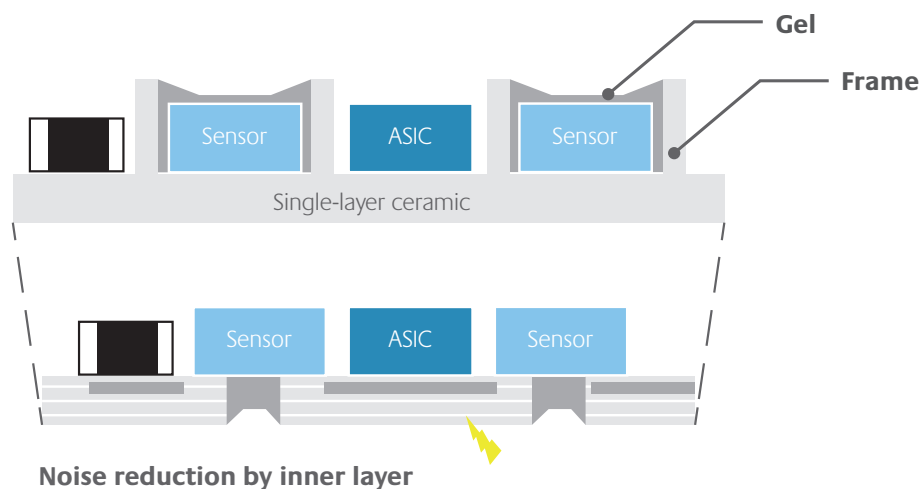 Gel
Frame
Sensor
ASIC
Sensor
Single-layer ceramic
Sensor
ASIC
Sensor
Noise reduction by inner layer